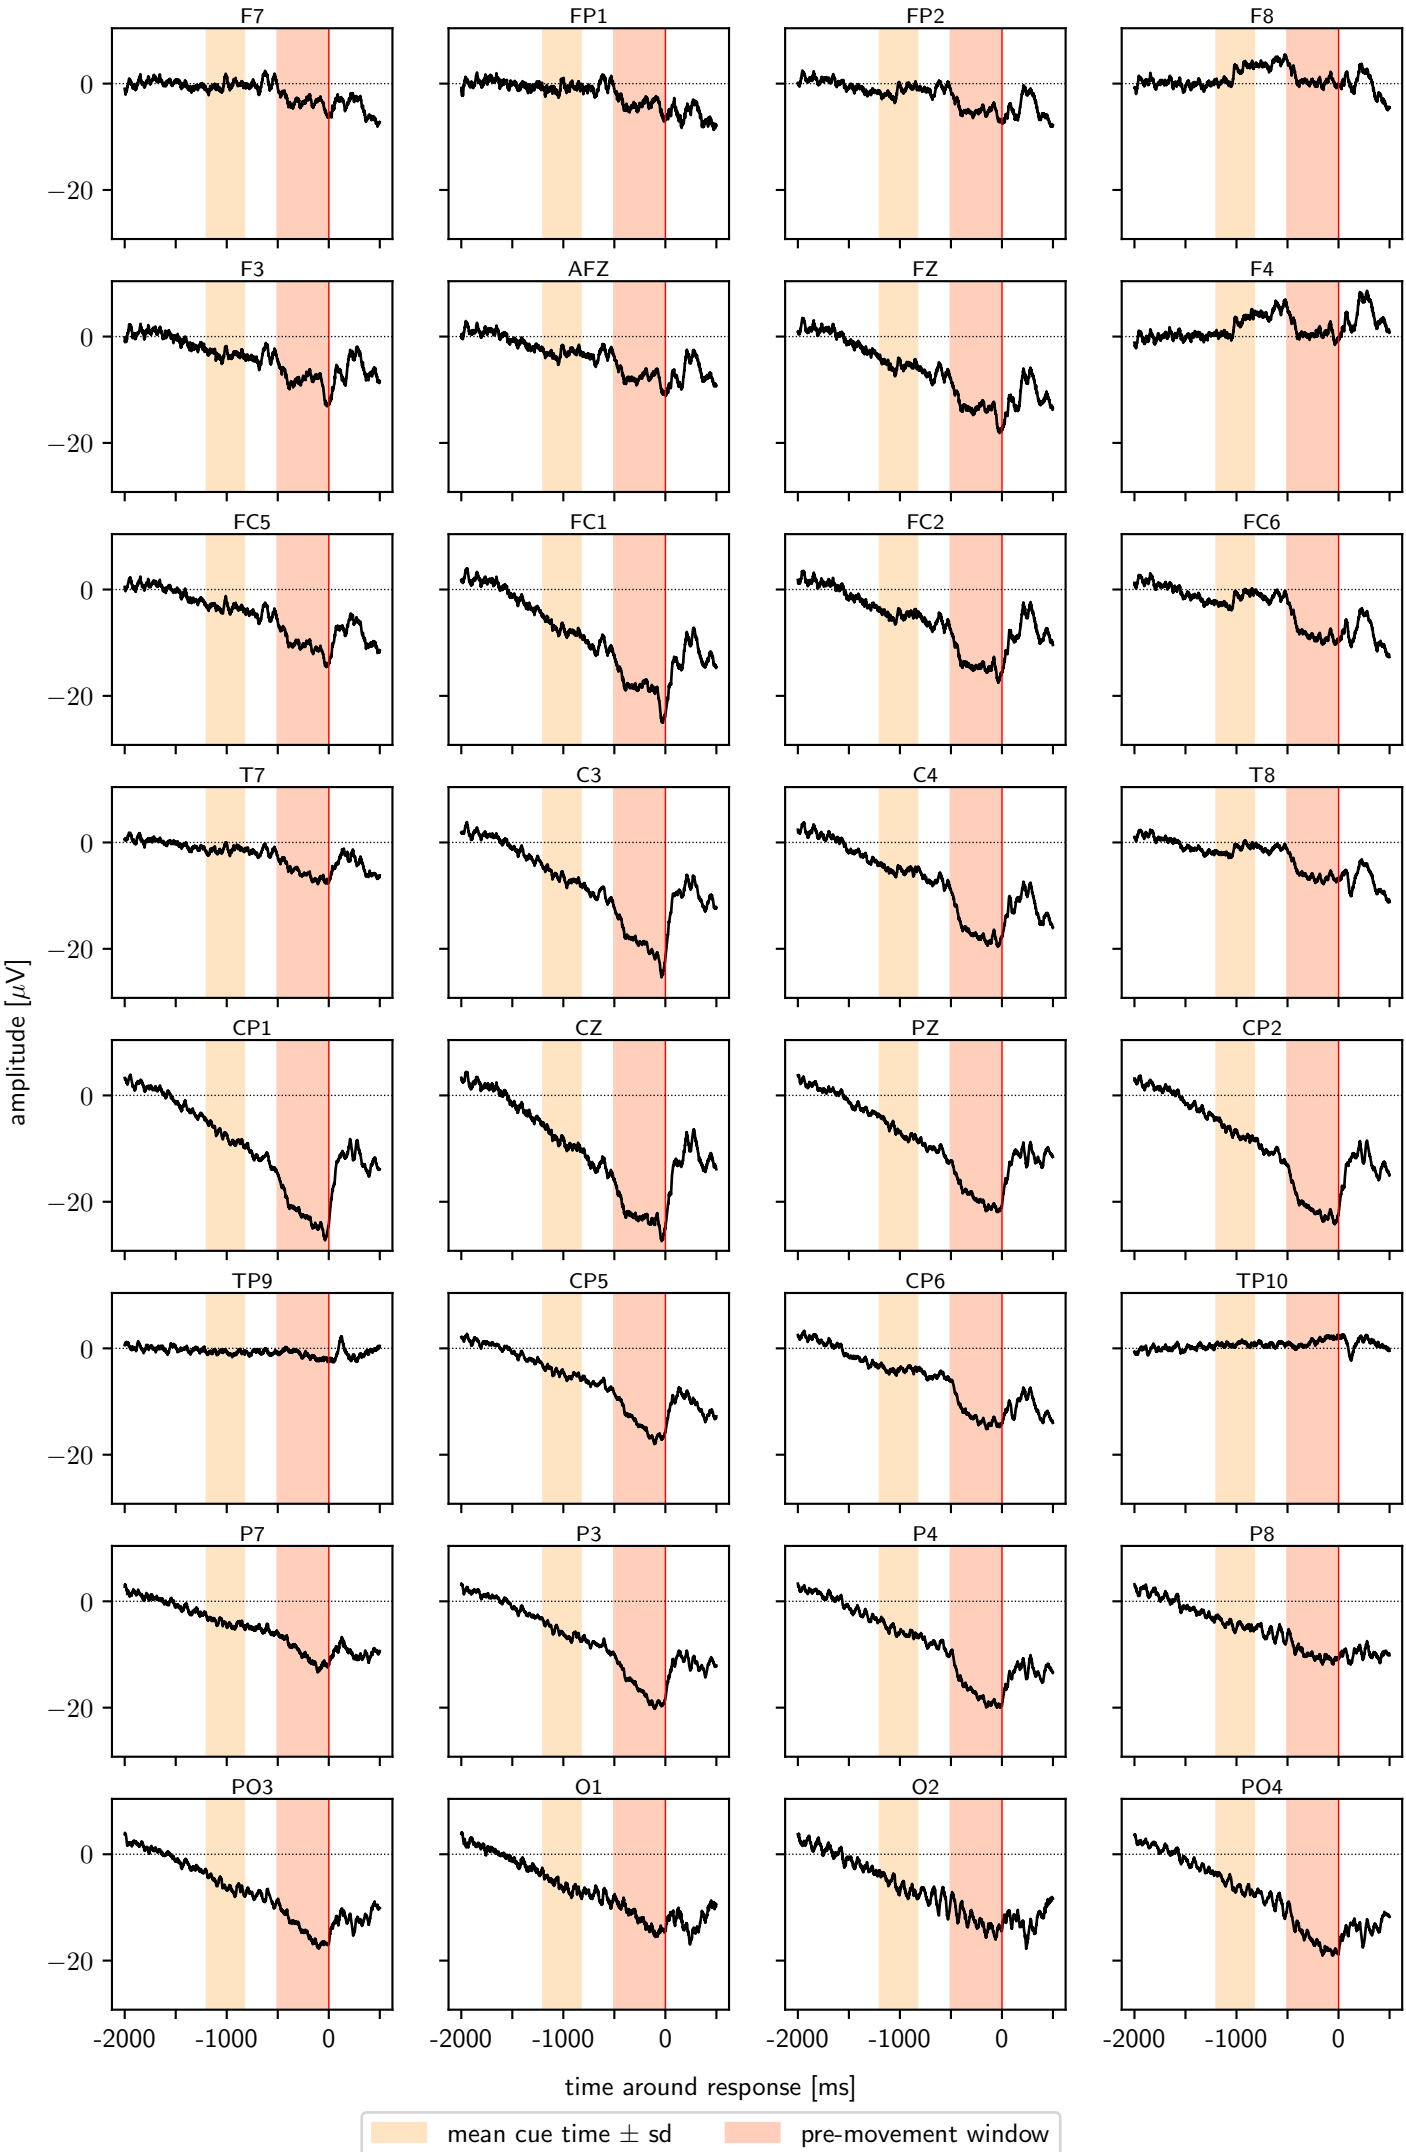 F7 FP1 FP2 F8
0
−20
F3 AFZ FZ F4
0
−20
FC5 FC1 FC2 FC6
0
−20
T7 C3 C4 T8
0
−20
amplitude [μV]
CP1 CZ PZ CP2
0
−20
TP9 CP5 CP6 TP10
0
−20
P7 P3 P4 P8
0
−20
PO3 O1 O2 PO4
0
−20
-2000 -1000 0 -2000 -1000 0 -2000 -1000 0 -2000 -1000 0
time around response [ms]
mean cue time ± sd pre-movement window